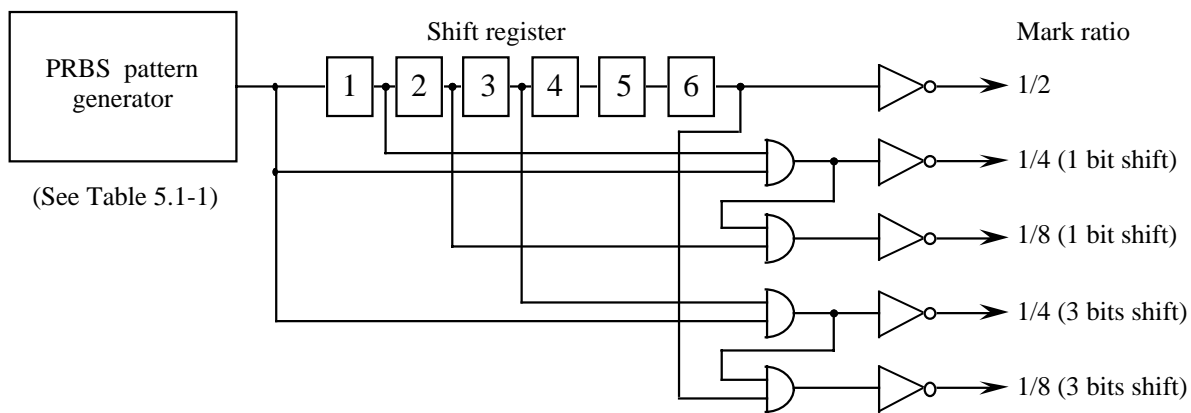 Shift register
Mark ratio
PRBS pattern
generator
1 2 3 4 5 6
1/2
1/4 (1 bit shift)
(See Table 5.1-1)
1/8 (1 bit shift)
1/4 (3 bits shift)
1/8 (3 bits shift)